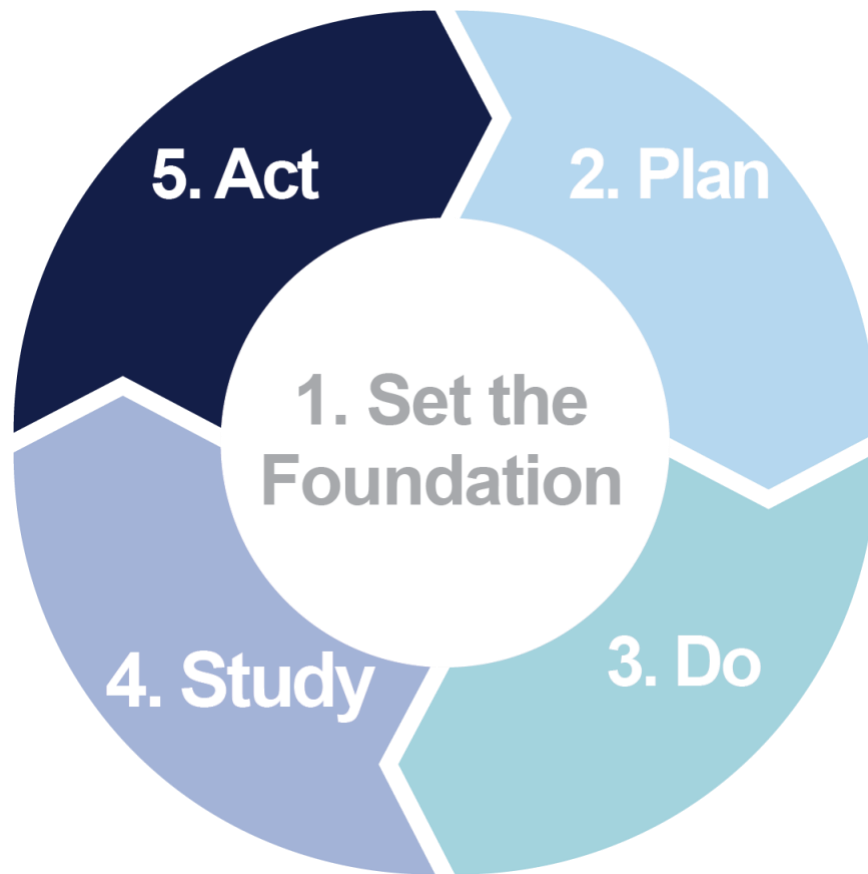 5. Act
2. Plan
1. Set the
Foundation
4. Study
3. Do